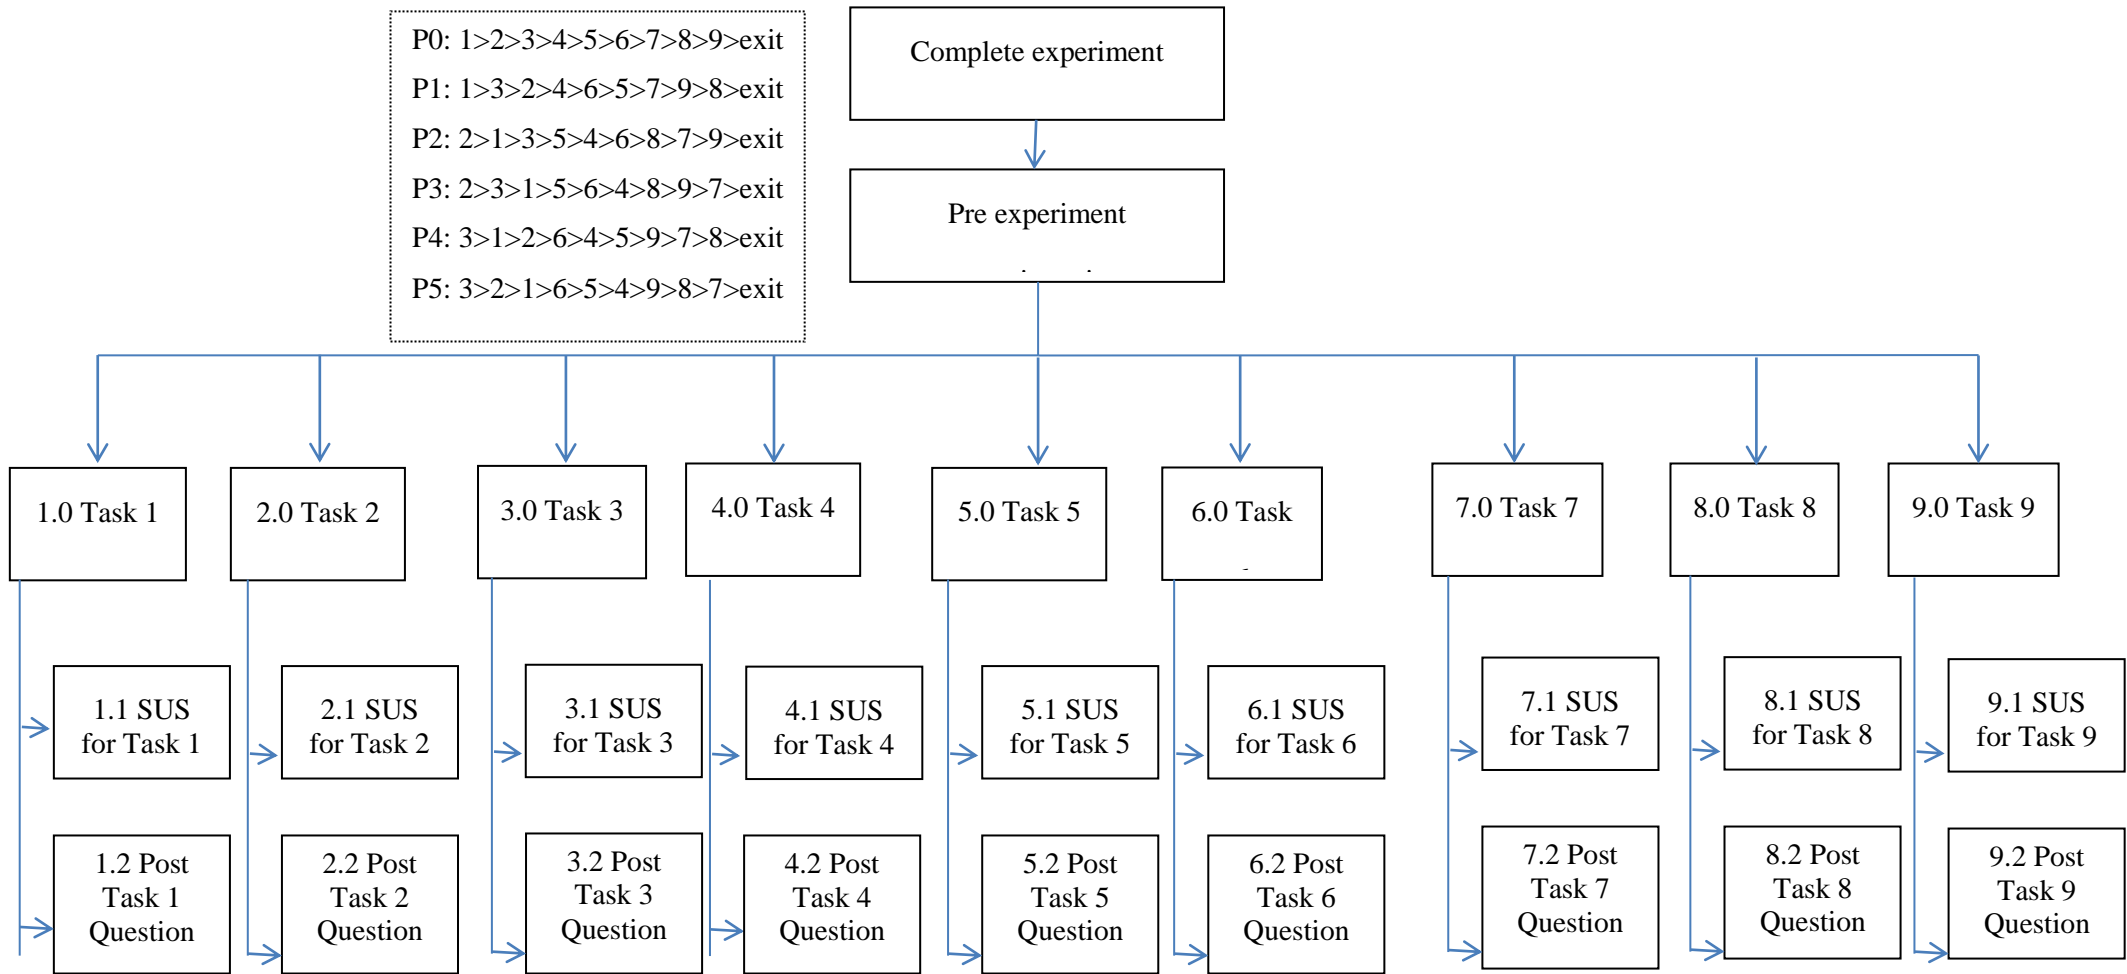 P0: 1>2>3>4>5>6>7>8>9>exit
P1: 1>3>2>4>6>5>7>9>8>exit
P2: 2>1>3>5>4>6>8>7>9>exit
P3: 2>3>1>5>6>4>8>9>7>exit
P4: 3>1>2>6>4>5>9>7>8>exit
P5: 3>2>1>6>5>4>9>8>7>exit
Complete experiment
Pre experiment
1.0 Task 1
2.0 Task 2
3.0 Task 3
4.0 Task 4
5.0 Task 5
6.0 Task
7.0 Task 7
8.0 Task 8
9.0 Task 9
1.1 SUS
for Task 1
2.1 SUS
for Task 2
3.1 SUS
for Task 3
4.1 SUS
for Task 4
5.1 SUS
for Task 5
6.1 SUS
for Task 6
7.1 SUS
for Task 7
8.1 SUS
for Task 8
9.1 SUS
for Task 9
1.2 Post
Task 1
Question
2.2 Post
Task 2
Question
3.2 Post
Task 3
Question
4.2 Post
Task 4
Question
5.2 Post
Task 5
Question
6.2 Post
Task 6
Question
7.2 Post
Task 7
Question
8.2 Post
Task 8
Question
9.2 Post
Task 9
Question